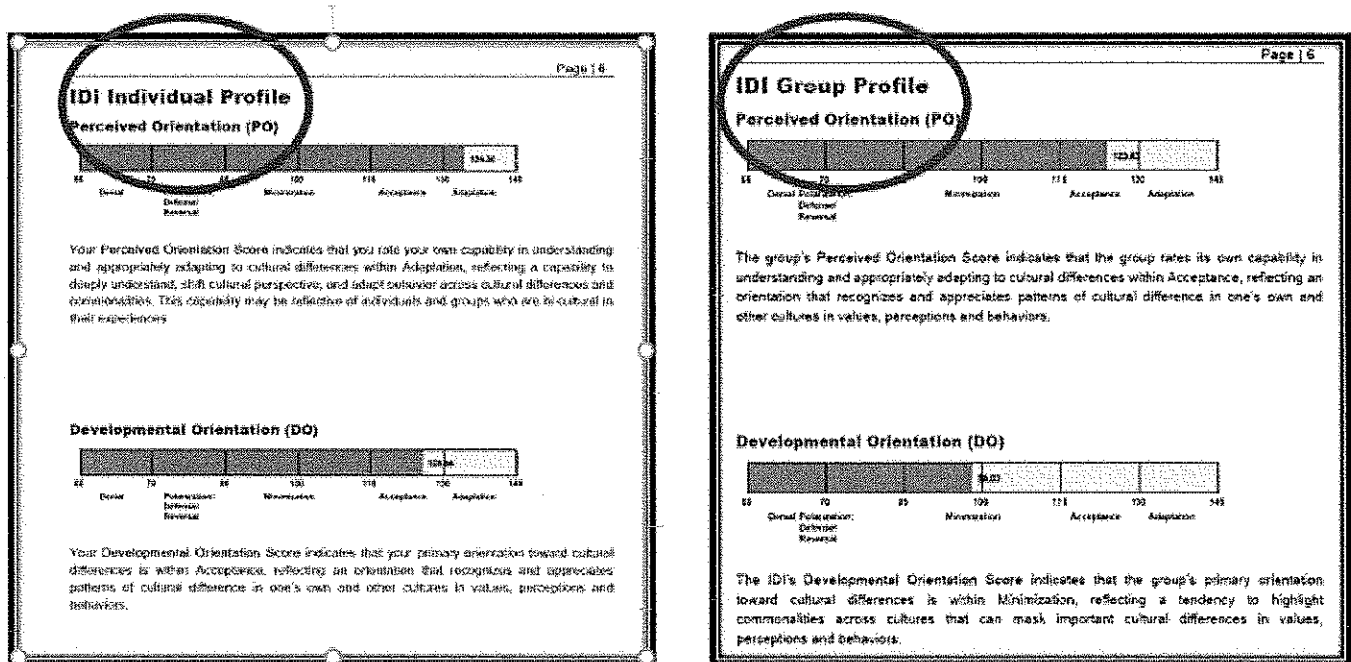 Page | 6
IDI Individual Profile
Perceived Orientation (PO)
55 70 85 100 115 130 145
Denial Minimization Acceptance Adaptation
Defense/
Reversal
Your Perceived Orientation Score indicates that you rate your own capability in understanding
and appropriately adapting to cultural differences within Adaptation, reflecting a capability to
deeply understand, shift cultural perspective, and adapt behavior across cultural differences and
commonalities. This capability may be reflective of individuals and groups who are bi-cultural in
their experiences
Developmental Orientation (DO)
55 70 85 100 115 130 145
Denial Polarization: Minimization Acceptance Adaptation
Defense/
Reversal
Your Developmental Orientation Score indicates that your primary orientation toward cultural
differences is within Acceptance, reflecting an orientation that recognizes and appreciates
patterns of cultural difference in one's own and other cultures in values, perceptions and
behaviors.
Page | 6
IDI Group Profile
Perceived Orientation (PO)
55 70 100 115 130 145
Denial Polarization: Minimization Acceptance Adaptation
Defense/
Reversal
The group's Perceived Orientation Score indicates that the group rates its own capability in
understanding and appropriately adapting to cultural differences within Acceptance, reflecting an
orientation that recognizes and appreciates patterns of cultural difference in one's own and
other cultures in values, perceptions and behaviors.
Developmental Orientation (DO)
55 70 85 100 115 130 145
Denial Polarization: Minimization Acceptance Adaptation
Defense/
Reversal
The IDI's Developmental Orientation Score indicates that the group's primary orientation
toward cultural differences is within Minimization, reflecting a tendency to highlight
commonalities across cultures that can mask important cultural differences in values,
perceptions and behaviors.